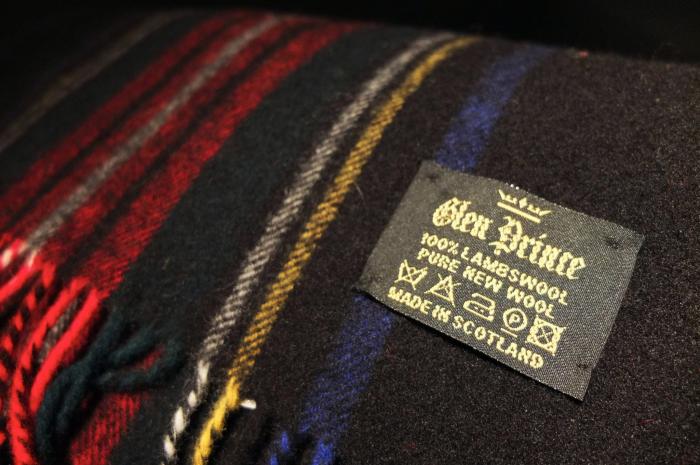 Glen Prince
100% LAMBSWOOL
PURE NEW WOOL
P
MADE IN SCOTLAND